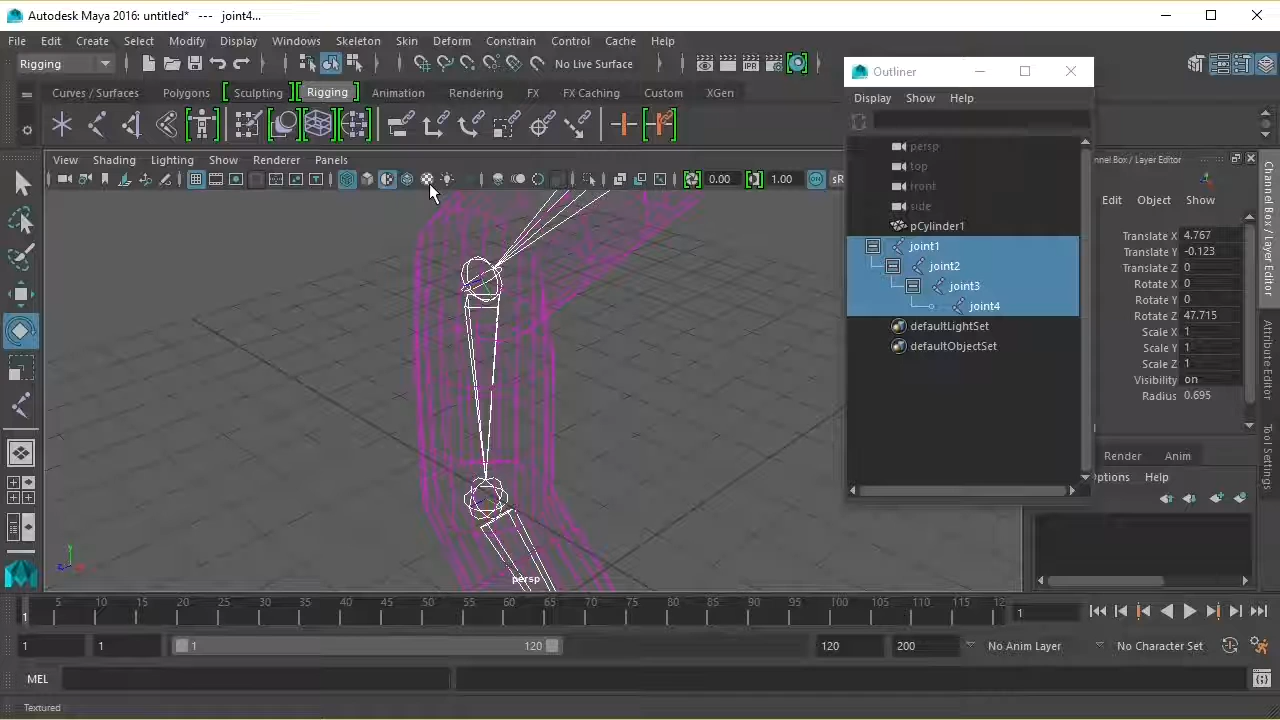 Autodesk Maya 2016: untitled* --- joint4...
File Edit Create Select Modify Display Windows Skeleton Skin Deform Constrain Control Cache Help
Rigging
No Live Surface
Outliner
Display Show Help
Curves / Surfaces Polygons Sculpting Rigging Animation Rendering FX FX Caching Custom XGen
View Shading Lighting Show Renderer Panels
0.00 1.00
persp
top
front
side
pCylinder1
joint1
joint2
joint3
joint4
defaultLightSet
defaultObjectSet
nnel Box / Layer Editor
Edit Object Show
Translate X 4.767
Translate Y -0.123
Translate Z 0
Rotate X 0
Rotate Y 0
Rotate Z 47.715
Scale X 1
Scale Y 1
Scale Z 1
Visibility on
Radius 0.695
Render Anim
ptions Help
Channel Box / Layer Editor
Attribute Editor
Tool Settings
persp
5 10 15 20 25 30 35 40 45 50 55 60 65 70 75 80 85 90 95 100 105 110 115 12
1
1
1 1 1 120 120 200 No Anim Layer No Character Set
MEL
Textured